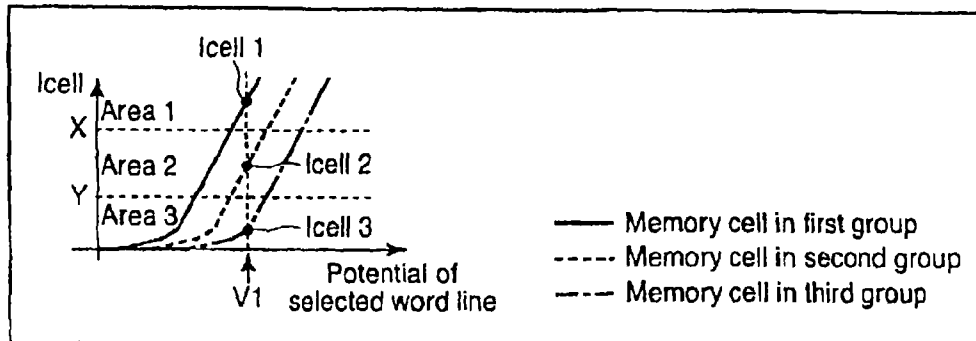 Icell 1
Icell
Area 1
X
Area 2
Icell 2
Y
Area 3
Icell 3
Potential of
selected word line
V1
Memory cell in first group
Memory cell in second group
Memory cell in third group